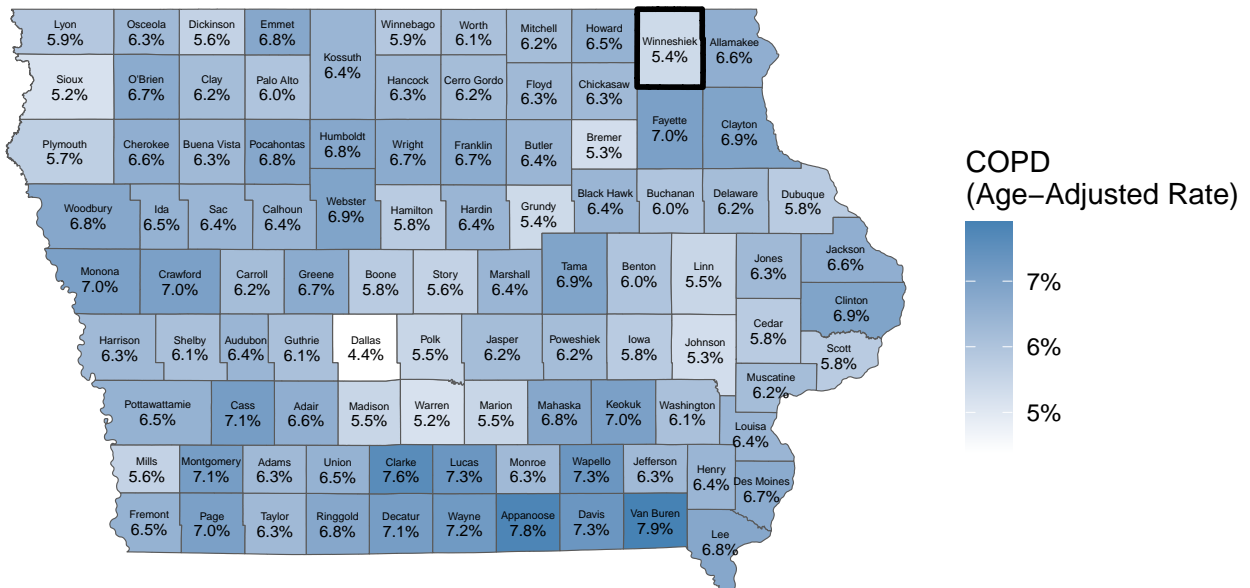 Lyon
5.9%
Osceola
6.3%
Dickinson
5.6%
Emmet
6.8%
Kossuth
6.4%
Winnebago
5.9%
Worth
6.1%
Mitchell
6.2%
Howard
6.5%
Winneshiek
5.4%
Allamakee
6.6%
Sioux
5.2%
O'Brien
6.7%
Clay
6.2%
Palo Alto
6.0%
Hancock
6.3%
Cerro Gordo
6.2%
Floyd
6.3%
Chickasaw
6.3%
Fayette
7.0%
Clayton
6.9%
Plymouth
5.7%
Cherokee
6.6%
Buena Vista
6.3%
Pocahontas
6.8%
Humboldt
6.8%
Wright
6.7%
Franklin
6.7%
Butler
6.4%
Bremer
5.3%
Woodbury
6.8%
Ida
6.5%
Sac
6.4%
Calhoun
6.4%
Webster
6.9%
Hamilton
5.8%
Hardin
6.4%
Grundy
5.4%
Black Hawk
6.4%
Buchanan
6.0%
Delaware
6.2%
Dubuque
5.8%
Monona
7.0%
Crawford
7.0%
Carroll
6.2%
Greene
6.7%
Boone
5.8%
Story
5.6%
Marshall
6.4%
Tama
6.9%
Benton
6.0%
Linn
5.5%
Jones
6.3%
Jackson
6.6%
Clinton
6.9%
Harrison
6.3%
Shelby
6.1%
Audubon
6.4%
Guthrie
6.1%
Dallas
4.4%
Polk
5.5%
Jasper
6.2%
Poweshiek
6.2%
Iowa
5.8%
Johnson
5.3%
Cedar
5.8%
Scott
5.8%
Muscatine
6.2%
Pottawattamie
6.5%
Cass
7.1%
Adair
6.6%
Madison
5.5%
Warren
5.2%
Marion
5.5%
Mahaska
6.8%
Keokuk
7.0%
Washington
6.1%
Louisa
6.4%
Mills
5.6%
Montgomery
7.1%
Adams
6.3%
Union
6.5%
Clarke
7.6%
Lucas
7.3%
Monroe
6.3%
Wapello
7.3%
Jefferson
6.3%
Henry
6.4%
Des Moines
6.7%
Fremont
6.5%
Page
7.0%
Taylor
6.3%
Ringgold
6.8%
Decatur
7.1%
Wayne
7.2%
Appanoose
7.8%
Davis
7.3%
Van Buren
7.9%
Lee
6.8%
COPD
(Age−Adjusted Rate)
7%
6%
5%